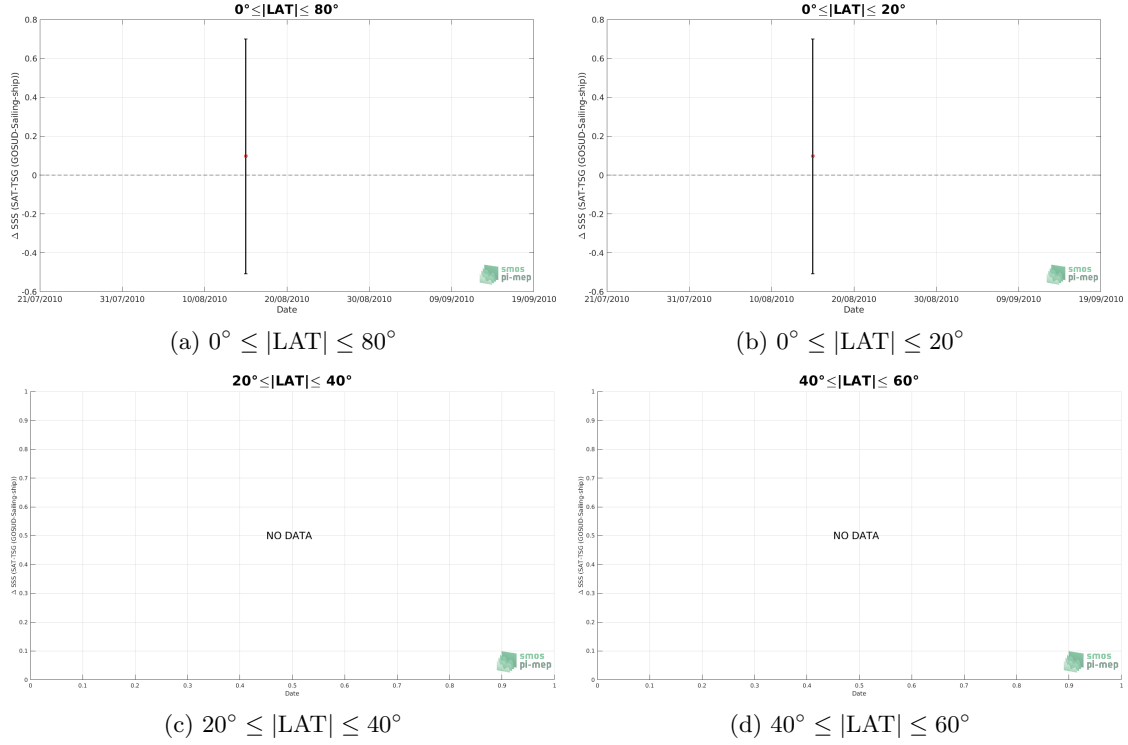 0°≤|LAT|≤ 80°
0.8
0.6
0.4
0.2
0
-0.2
-0.4
-0.6
Δ SSS (SAT-TSG (GOSUD-Sailing-ship))
21/07/2010 31/07/2010 10/08/2010 20/08/2010 30/08/2010 09/09/2010 19/09/2010
Date
smos
pi-mep
(a) 0° ≤ |LAT| ≤ 80°
0°≤|LAT|≤ 20°
0.8
0.6
0.4
0.2
0
-0.2
-0.4
-0.6
Δ SSS (SAT-TSG (GOSUD-Sailing-ship))
21/07/2010 31/07/2010 10/08/2010 20/08/2010 30/08/2010 09/09/2010 19/09/2010
Date
smos
pi-mep
(b) 0° ≤ |LAT| ≤ 20°
20°≤|LAT|≤ 40°
1
0.9
0.8
0.7
0.6
0.5
0.4
0.3
0.2
0.1
0
Δ SSS (SAT-TSG (GOSUD-Sailing-ship))
NO DATA
0 0.1 0.2 0.3 0.4 0.5 0.6 0.7 0.8 0.9 1
Date
smos
pi-mep
(c) 20° ≤ |LAT| ≤ 40°
40°≤|LAT|≤ 60°
1
0.9
0.8
0.7
0.6
0.5
0.4
0.3
0.2
0.1
0
Δ SSS (SAT-TSG (GOSUD-Sailing-ship))
NO DATA
0 0.1 0.2 0.3 0.4 0.5 0.6 0.7 0.8 0.9 1
Date
smos
pi-mep
(d) 40° ≤ |LAT| ≤ 60°